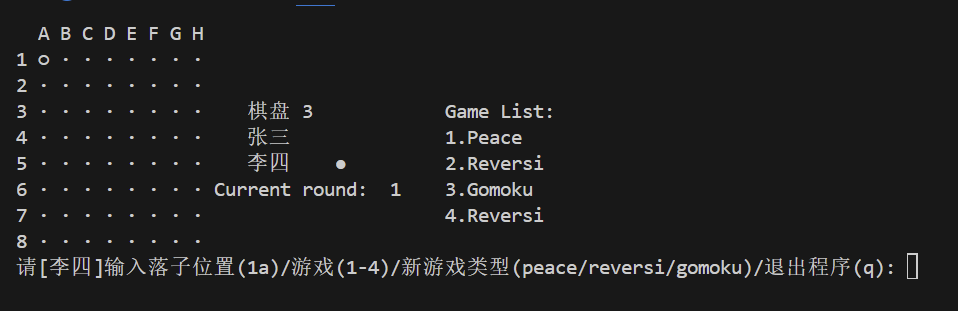 A B C D E F G H
1 ○ · · · · · · ·
2 · · · · · · · ·
3 · · · · · · · · 棋盘 3 Game List:
4 · · · · · · · · 张三 1.Peace
5 · · · · · · · · 李四 ● 2.Reversi
6 · · · · · · · · Current round: 1 3.Gomoku
7 · · · · · · · · 4.Reversi
8 · · · · · · · ·
请[李四]输入落子位置(1a)/游戏(1-4)/新游戏类型(peace/reversi/gomoku)/退出程序(q):